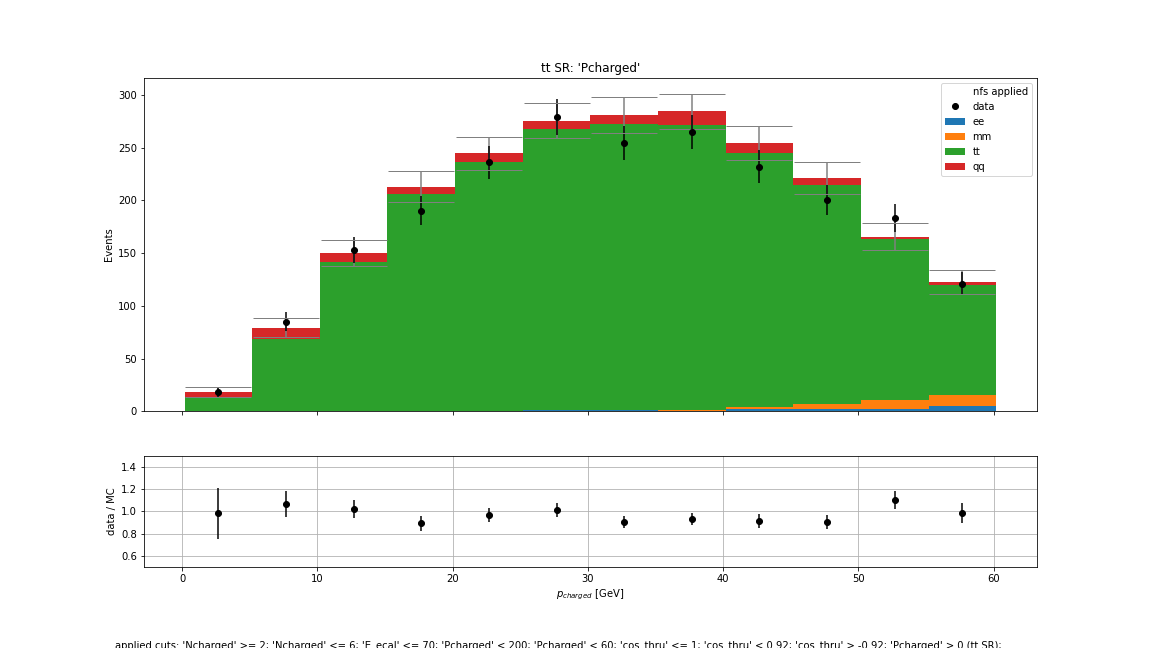 tt SR: 'Pcharged'
nfs applied
data
ee
mm
tt
qq
Events
300
250
200
150
100
50
0
data / MC
1.4
1.2
1.0
0.8
0.6
0 10 20 30 40 50 60
p_charged [GeV]
applied cuts: 'Ncharged' >= 2; 'Ncharged' <= 6; 'E_ecal' <= 70; 'Pcharged' < 200; 'Pcharged' < 60; 'cos_thru' <= 1; 'cos_thru' < 0.92; 'cos_thru' > -0.92; 'Pcharged' > 0 (tt SR);